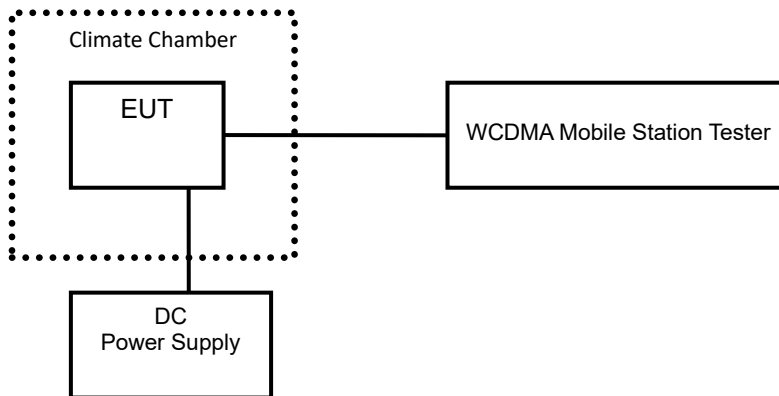 Climate Chamber
EUT
WCDMA Mobile Station Tester
DC
Power Supply